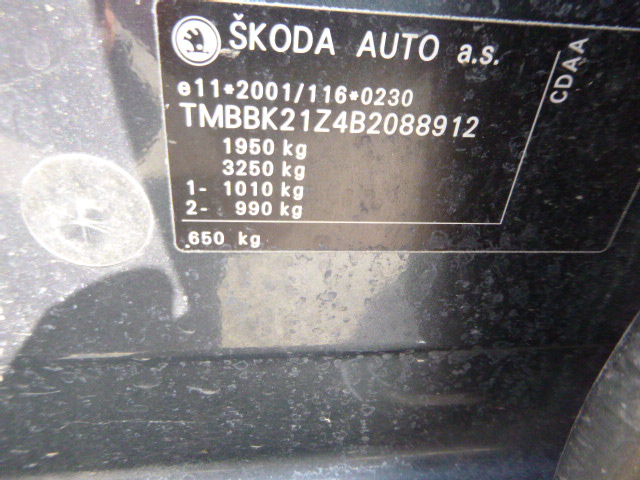 ŠKODA AUTO a.s.
e11*2001/116*0230
TMBBK21Z4B2088912
1950 kg
3250 kg
1- 1010 kg
2- 990 kg
650 kg
CDAA